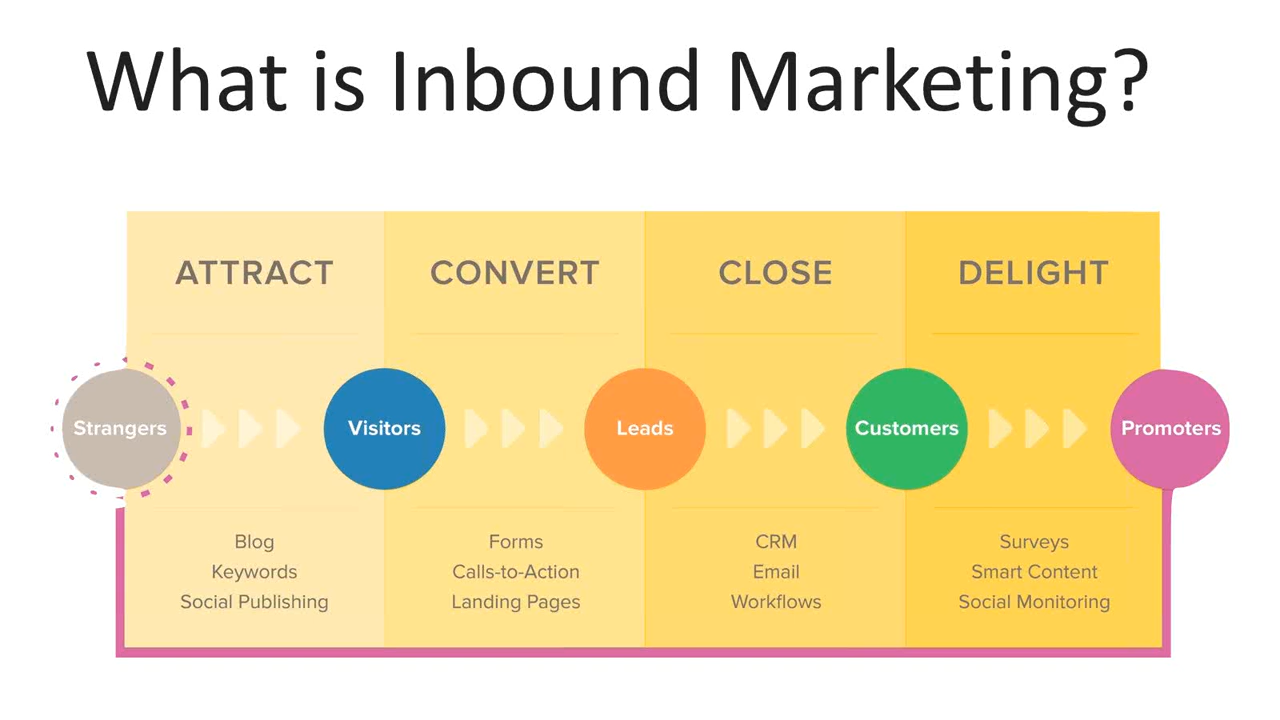 What is Inbound Marketing?
ATTRACT
CONVERT
CLOSE
DELIGHT
Strangers
Visitors
Leads
Customers
Promoters
Blog
Keywords
Social Publishing
Forms
Calls-to-Action
Landing Pages
CRM
Email
Workflows
Surveys
Smart Content
Social Monitoring